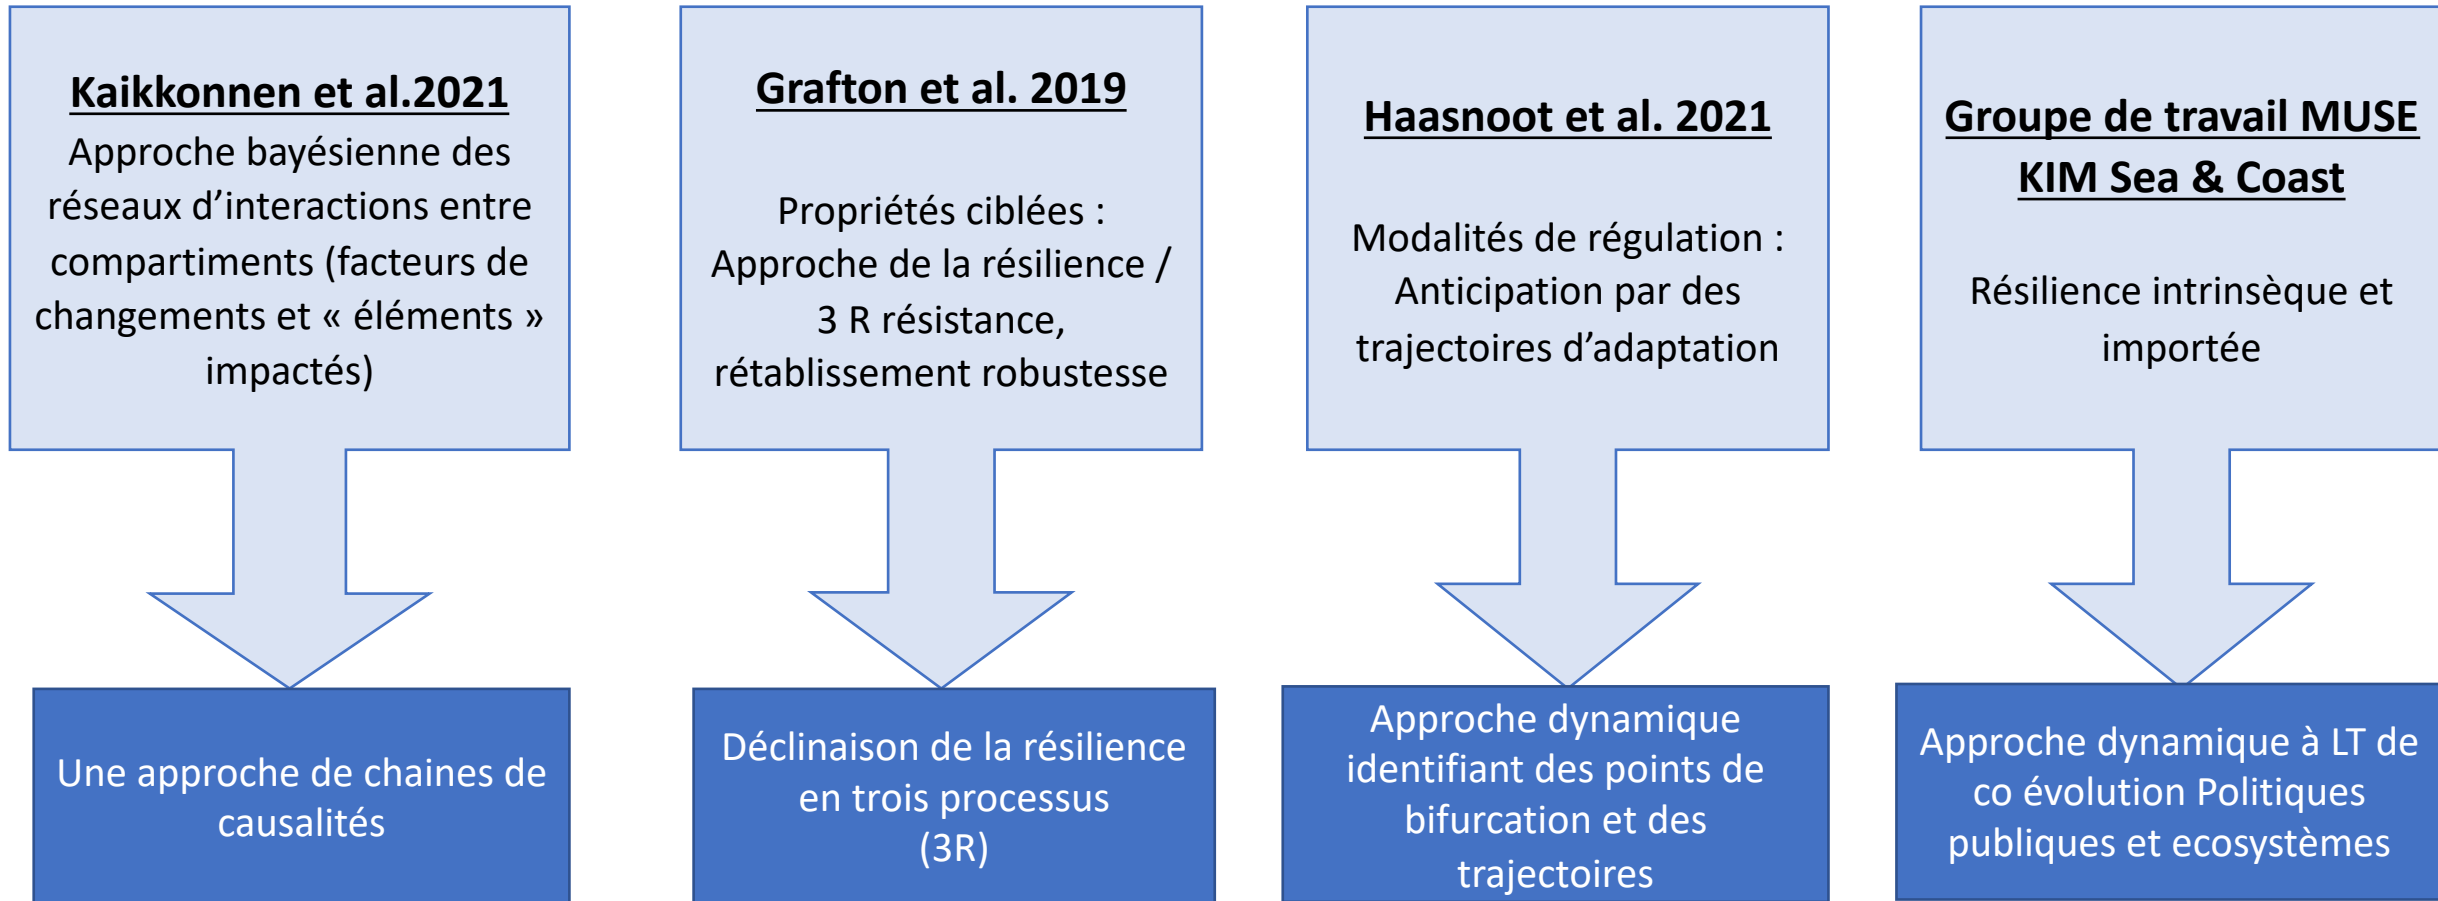 Kaikkonnen et al.2021
Approche bayésienne des
réseaux d’interactions entre
compartiments (facteurs de
changements et « éléments »
impactés)
Une approche de chaines de
causalités
Grafton et al. 2019
Propriétés ciblées :
Approche de la résilience /
3 R résistance,
rétablissement robustesse
Déclinaison de la résilience
en trois processus
(3R)
Haasnoot et al. 2021
Modalités de régulation :
Anticipation par des
trajectoires d’adaptation
Approche dynamique
identifiant des points de
bifurcation et des
trajectoires
Groupe de travail MUSE
KIM Sea & Coast
Résilience intrinsèque et
importée
Approche dynamique à LT de
co évolution Politiques
publiques et ecosystèmes